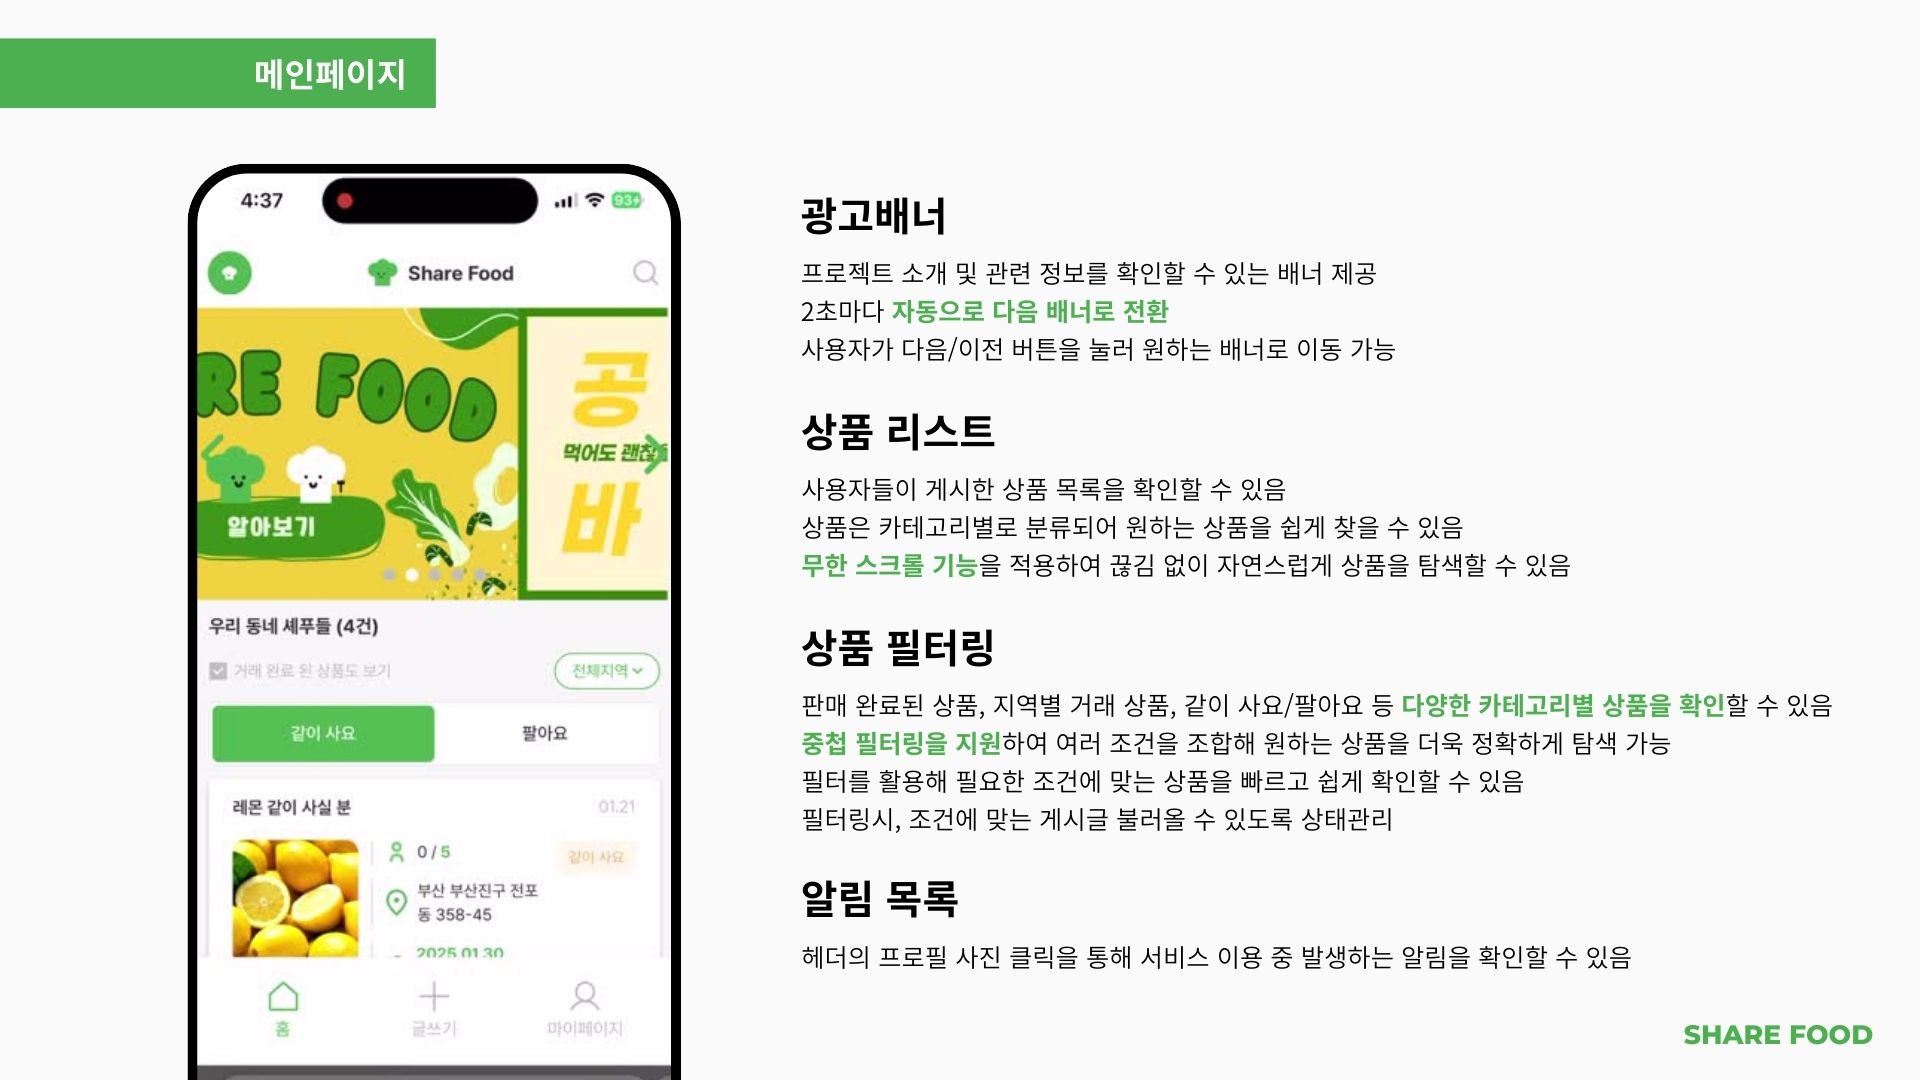 메인페이지
4:37
93
Share Food
RE FOOD
알아보기
공
먹어도 괜찮
바
우리 동네 셰푸들 (4건)
거래 완료 된 상품도 보기
전체지역
같이 사요
팔아요
레몬 같이 사실 분
01.21
0 / 5
같이 사요
부산 부산진구 전포
동 358-45
2025.01.30
홈
글쓰기
마이페이지
광고배너
프로젝트 소개 및 관련 정보를 확인할 수 있는 배너 제공
2초마다 자동으로 다음 배너로 전환
사용자가 다음/이전 버튼을 눌러 원하는 배너로 이동 가능
상품 리스트
사용자들이 게시한 상품 목록을 확인할 수 있음
상품은 카테고리별로 분류되어 원하는 상품을 쉽게 찾을 수 있음
무한 스크롤 기능을 적용하여 끊김 없이 자연스럽게 상품을 탐색할 수 있음
상품 필터링
판매 완료된 상품, 지역별 거래 상품, 같이 사요/팔아요 등 다양한 카테고리별 상품을 확인할 수 있음
중첩 필터링을 지원하여 여러 조건을 조합해 원하는 상품을 더욱 정확하게 탐색 가능
필터를 활용해 필요한 조건에 맞는 상품을 빠르고 쉽게 확인할 수 있음
필터링시, 조건에 맞는 게시글 불러올 수 있도록 상태관리
알림 목록
헤더의 프로필 사진 클릭을 통해 서비스 이용 중 발생하는 알림을 확인할 수 있음
SHARE FOOD